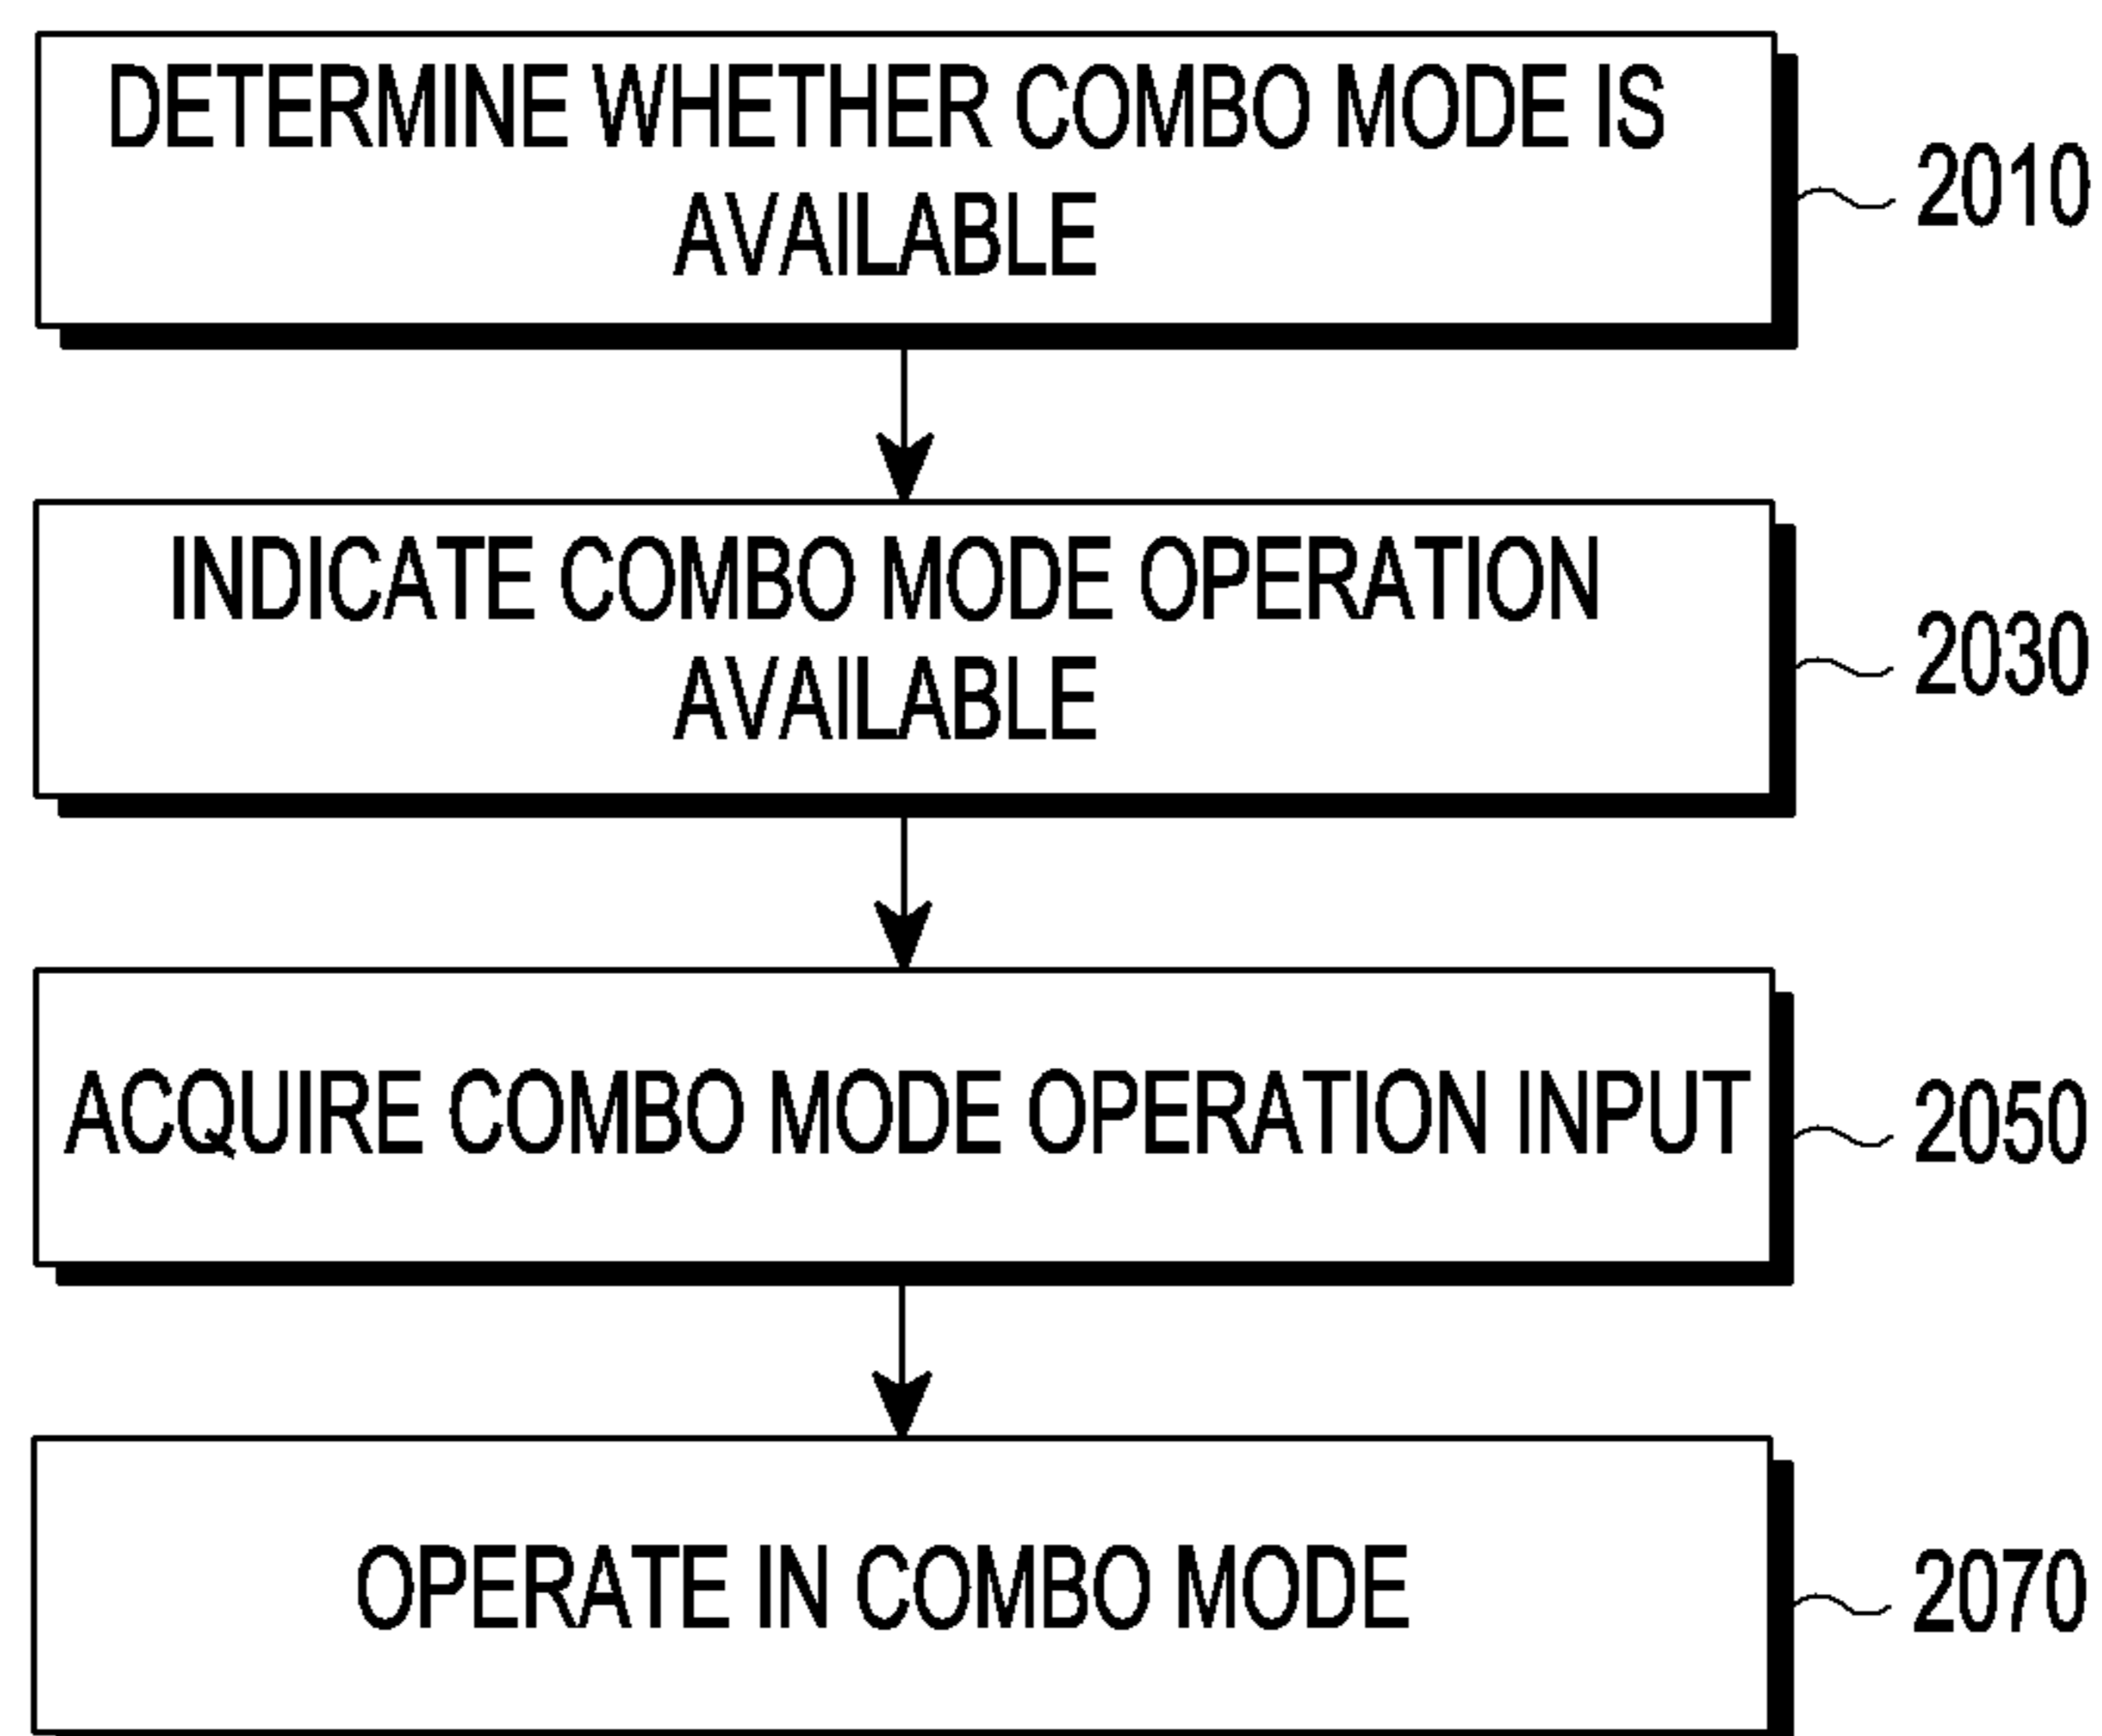 DETERMINE WHETHER COMBO MODE IS
AVAILABLE
2010
INDICATE COMBO MODE OPERATION
AVAILABLE
2030
ACQUIRE COMBO MODE OPERATION INPUT
2050
OPERATE IN COMBO MODE
2070